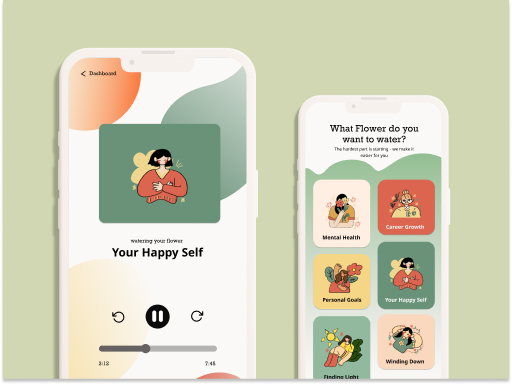 Dashboard
watering your flower
Your Happy Self
3:12
7:45
What Flower do you
want to water?
The hardest part is starting - we make it
easier for you
Mental Health
Career Growth
Personal Goals
Your Happy Self
Finding Light
Winding Down